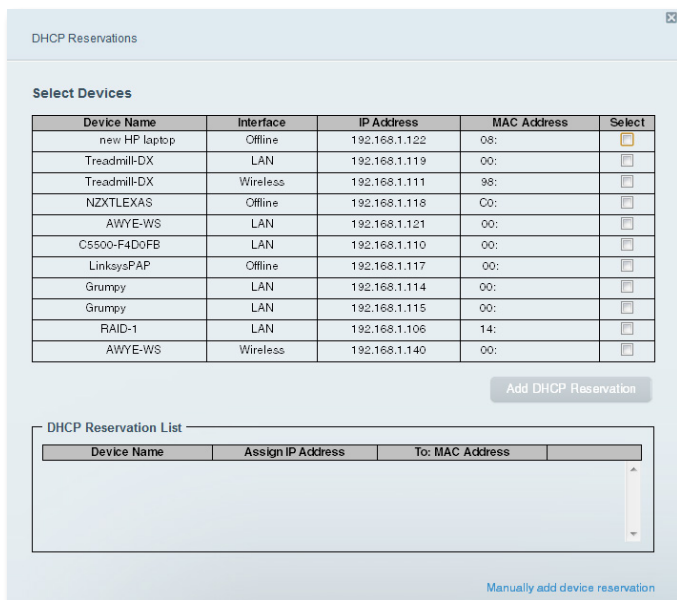 DHCP Reservations
Select Devices
Device Name Interface IP Address MAC Address Select
new HP laptop Offline 192.168.1.122 08:
Treadmill-DX LAN 192.168.1.119 00:
Treadmill-DX Wireless 192.168.1.111 98:
NZXTLEXAS Offline 192.168.1.118 C0:
AWYE-WS LAN 192.168.1.121 00:
C5500-F4D0FB LAN 192.168.1.110 00:
LinksysPAP Offline 192.168.1.117 00:
Grumpy LAN 192.168.1.114 00:
Grumpy LAN 192.168.1.115 00:
RAID-1 LAN 192.168.1.106 14:
AWYE-WS Wireless 192.168.1.140 00:
Add DHCP Reservation
DHCP Reservation List
Device Name Assign IP Address To: MAC Address
Manually add device reservation